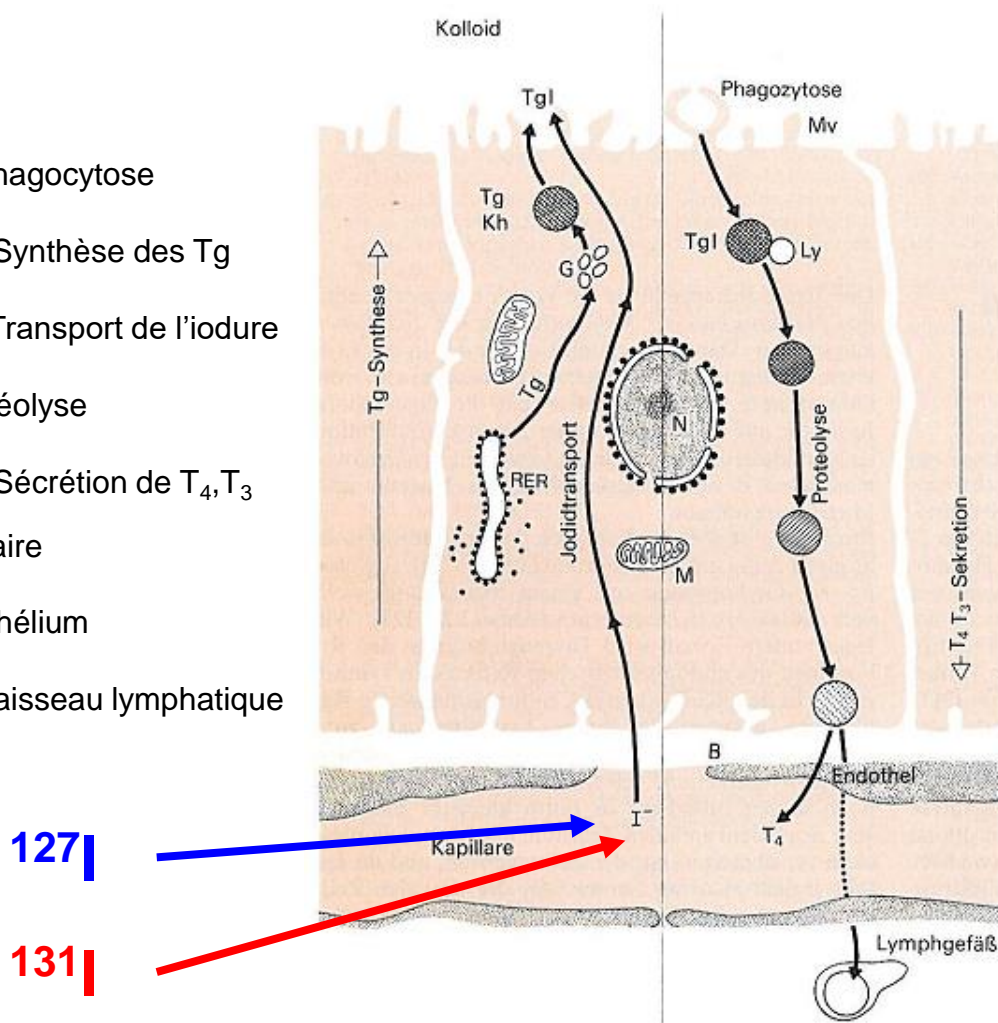 Kolloid
TgI
Phagozytose
Mv
hagocytose
Tg
Kh
Synthèse des Tg
TgI
Ly
G
Transport de l’iodure
Tg–Synthese
Tg
N
éolyse
Proteolyse
RER
Jodidtransport
Sécrétion de T₄,T₃
M
aire
T₄ T₃–Sekretion
hélium
aisseau lymphatique
B
Endothel
I⁻
127I
T₄
Kapillare
131I
Lymphgefäß